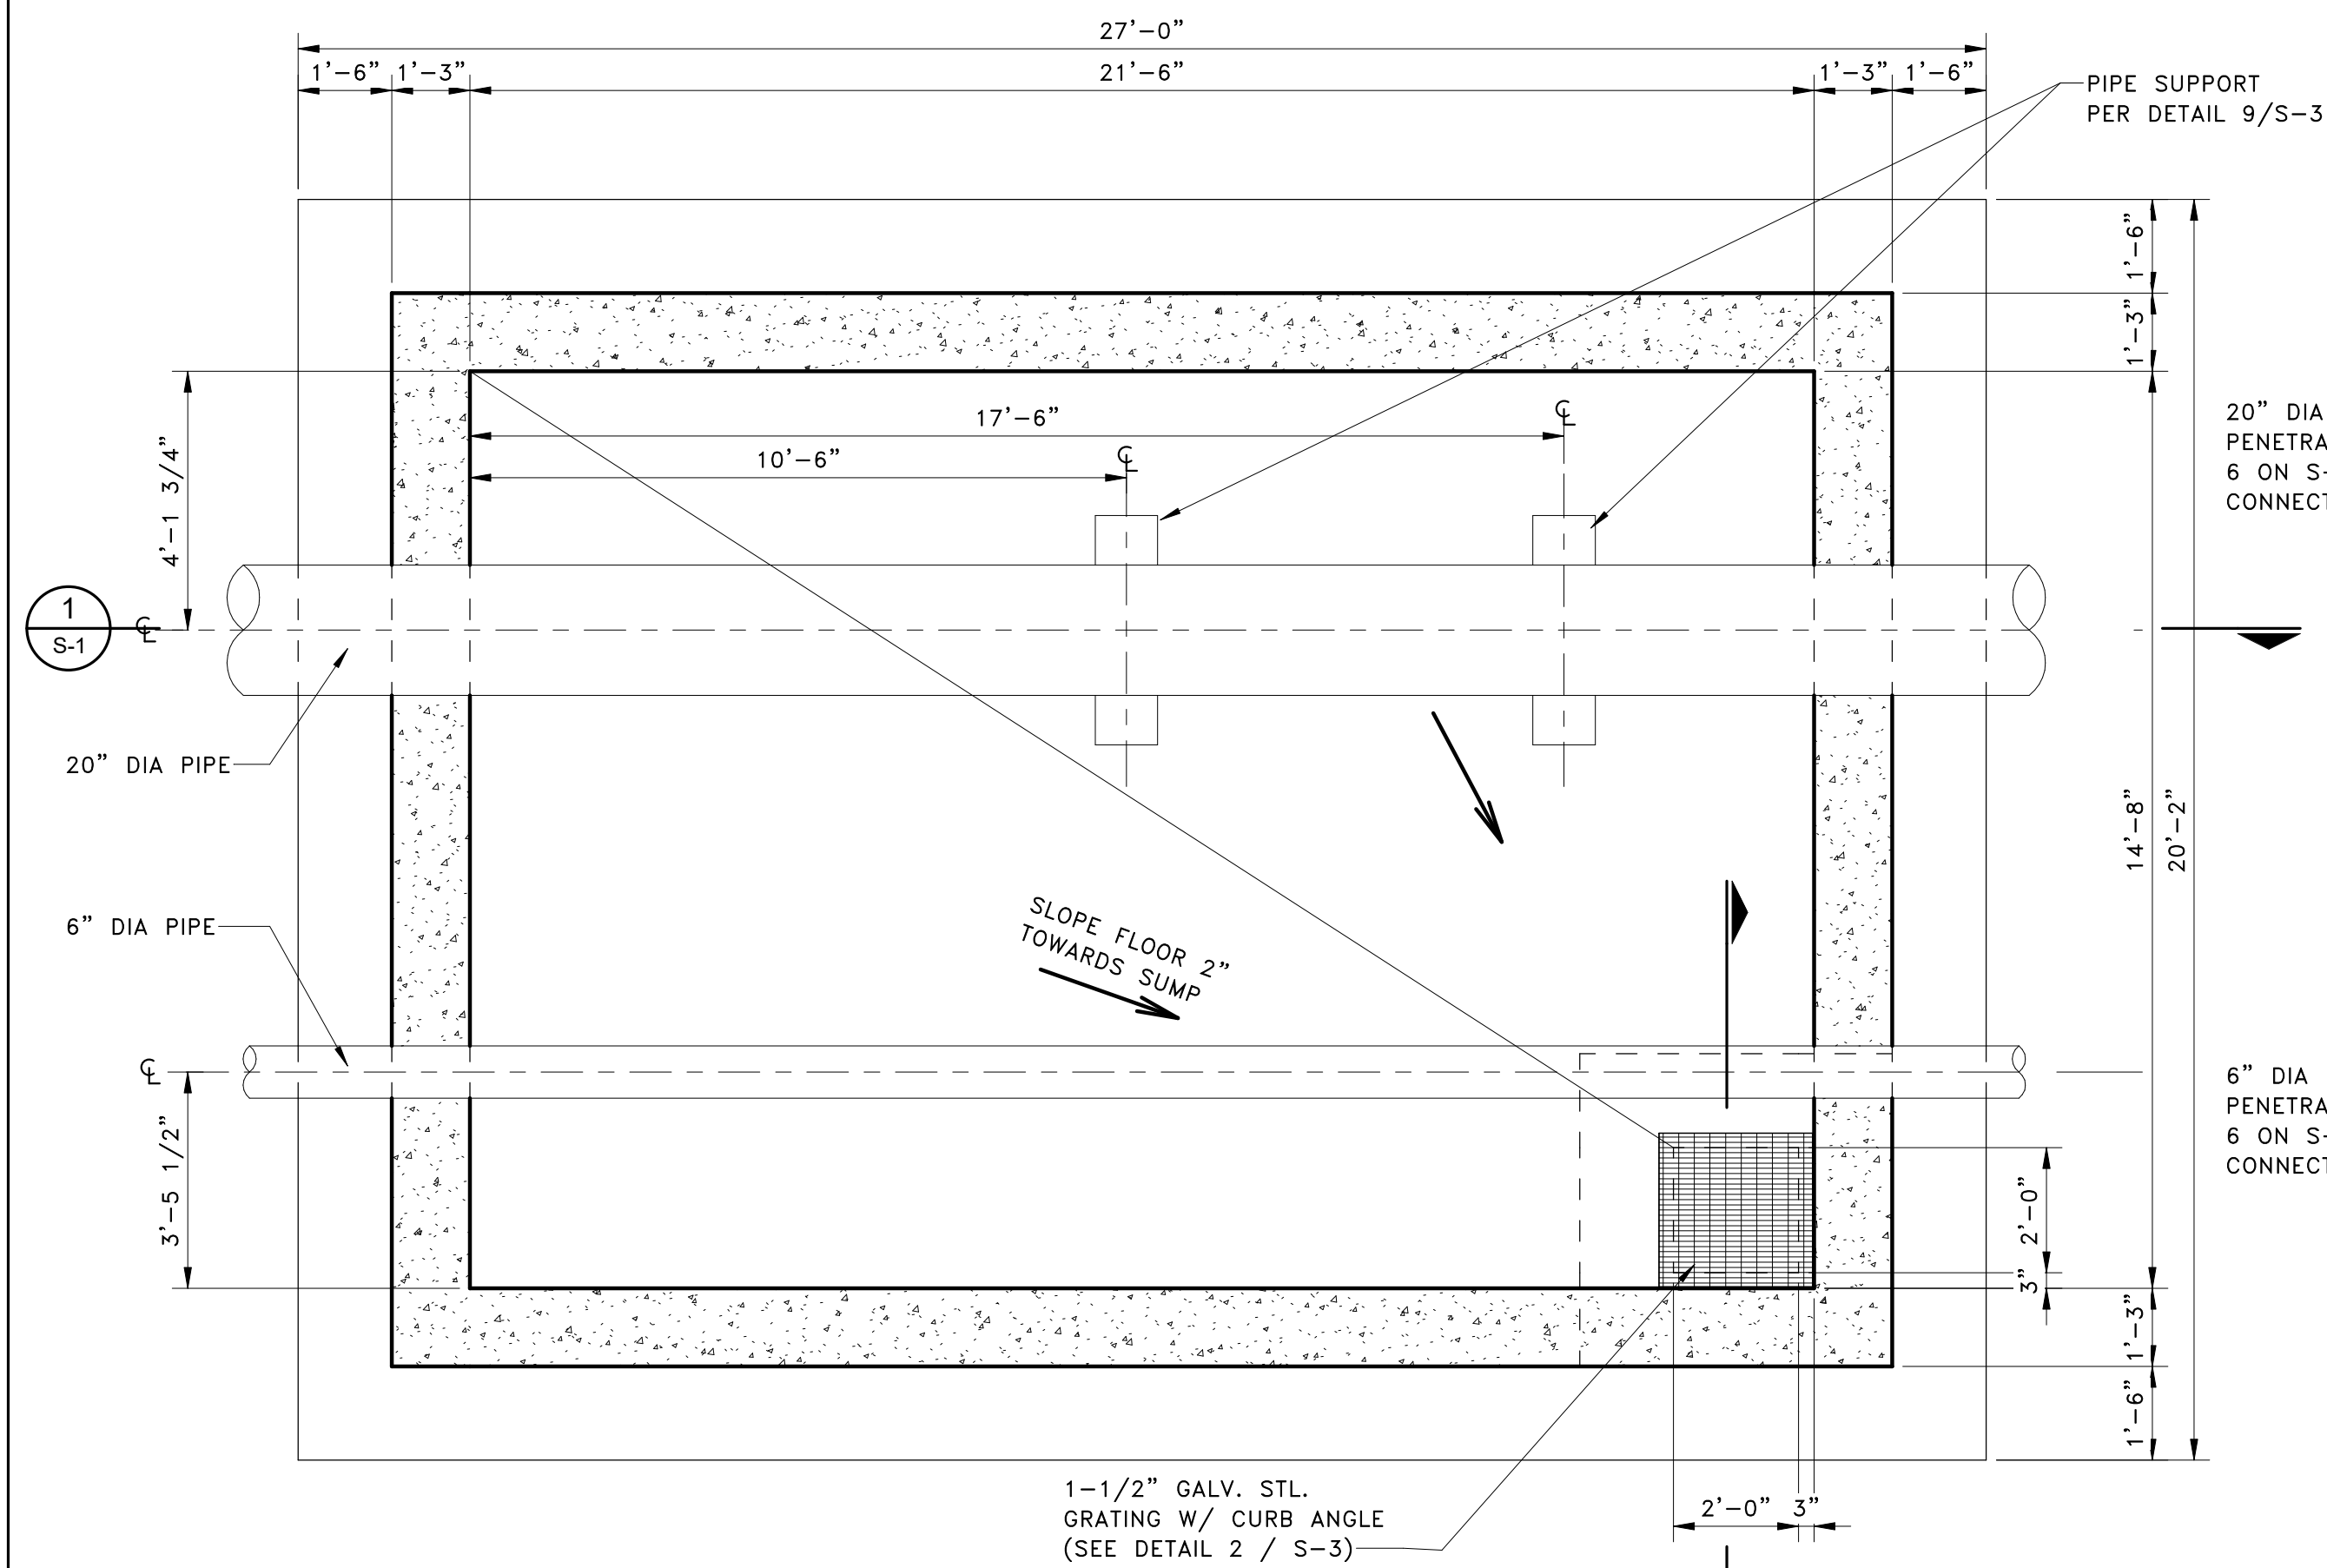 27'-0"
1'-6" 1'-3" 21'-6" 1'-3" 1'-6"
PIPE SUPPORT
PER DETAIL 9/S-3
1'-6"
1'-3"
17'-6"
10'-6"
4'-1 3/4"
20" DIA
PENETRA
6 ON S-
CONNECT
1
S-1
20" DIA PIPE
14'-8"
20'-2"
6" DIA PIPE
SLOPE FLOOR 2"
TOWARDS SUMP
3'-5 1/2"
6" DIA
PENETRA
6 ON S-
CONNECT
2'-0"
3"
1'-3"
1'-6"
1-1/2" GALV. STL.
GRATING W/ CURB ANGLE
(SEE DETAIL 2 / S-3)
2'-0" 3"